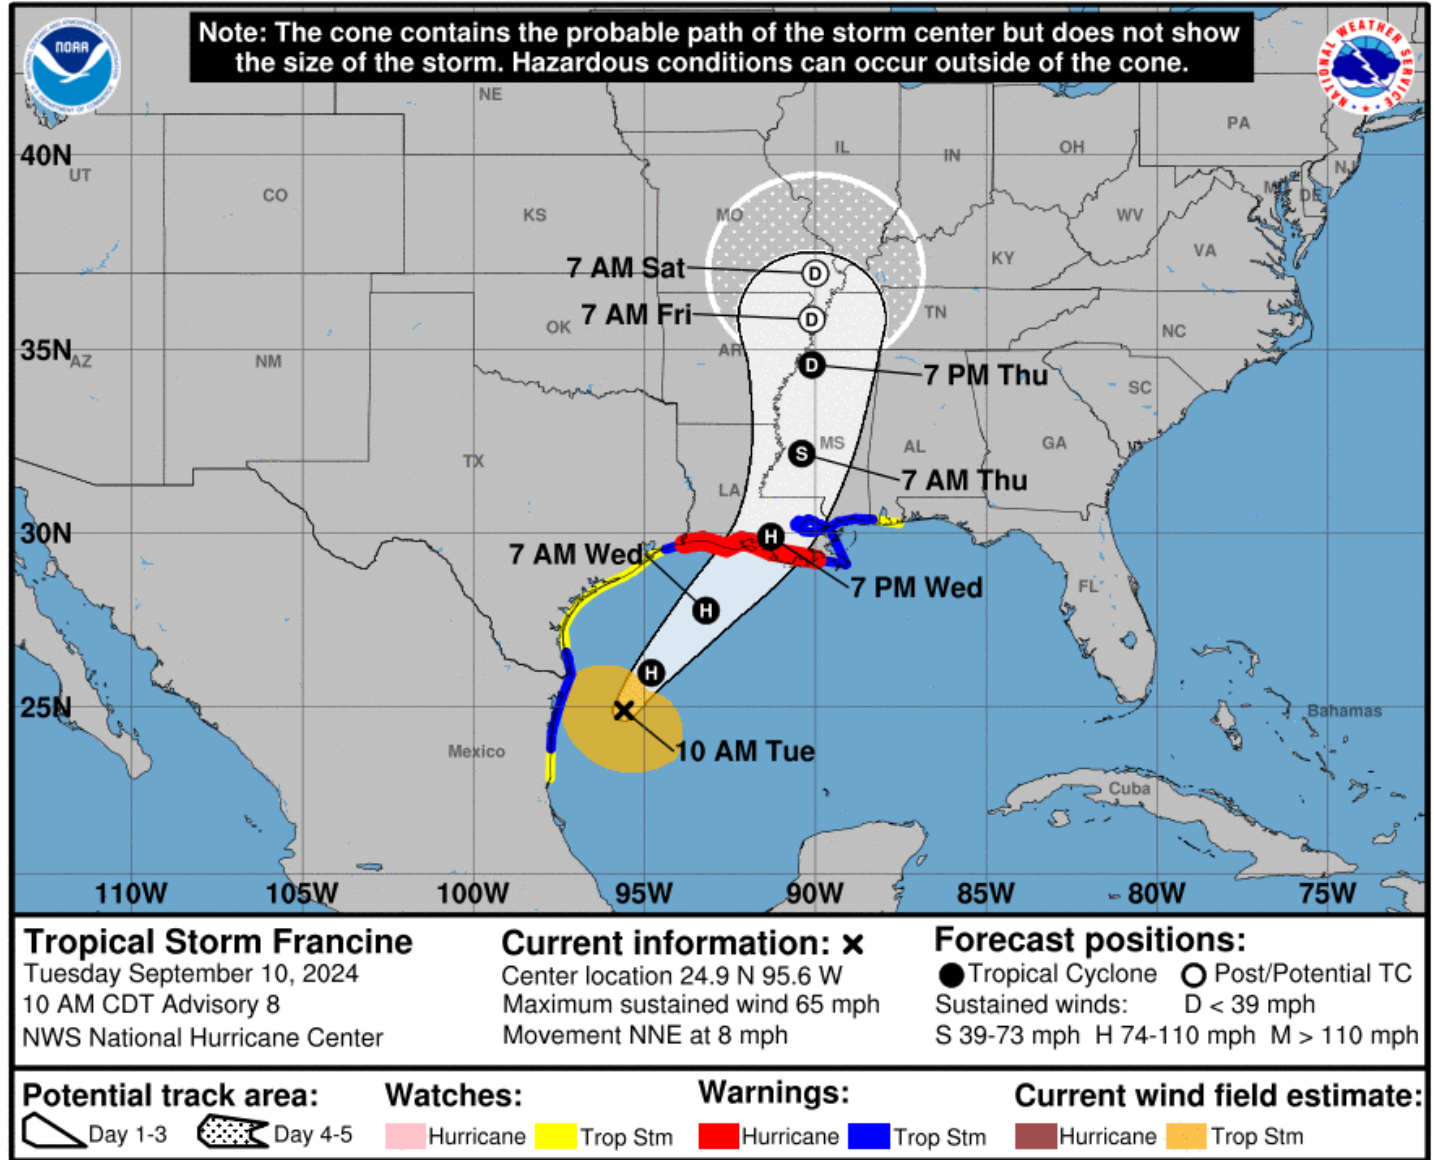 Note: The cone contains the probable path of the storm center but does not show
the size of the storm. Hazardous conditions can occur outside of the cone.
NOAA
NATIONAL WEATHER SERVICE
NE
PA
40N
IL
IN
OH
NJ
UT
CO
KS
MO
WV
DE
VA
KY
7 AM Sat
D
7 AM Fri
D
OK
TN
NC
35N
AZ
NM
AR
D
7 PM Thu
SC
MS
AL
GA
S
TX
7 AM Thu
LA
30N
H
7 AM Wed
7 PM Wed
FL
H
H
25N
Bahamas
Mexico
10 AM Tue
Cuba
110W 105W 100W 95W 90W 85W 80W 75W
Tropical Storm Francine
Tuesday September 10, 2024
10 AM CDT Advisory 8
NWS National Hurricane Center
Current information: ×
Center location 24.9 N 95.6 W
Maximum sustained wind 65 mph
Movement NNE at 8 mph
Forecast positions:
Tropical Cyclone Post/Potential TC
Sustained winds: D < 39 mph
S 39-73 mph H 74-110 mph M > 110 mph
Potential track area:
Day 1-3 Day 4-5
Watches:
Hurricane Trop Stm
Warnings:
Hurricane Trop Stm
Current wind field estimate:
Hurricane Trop Stm